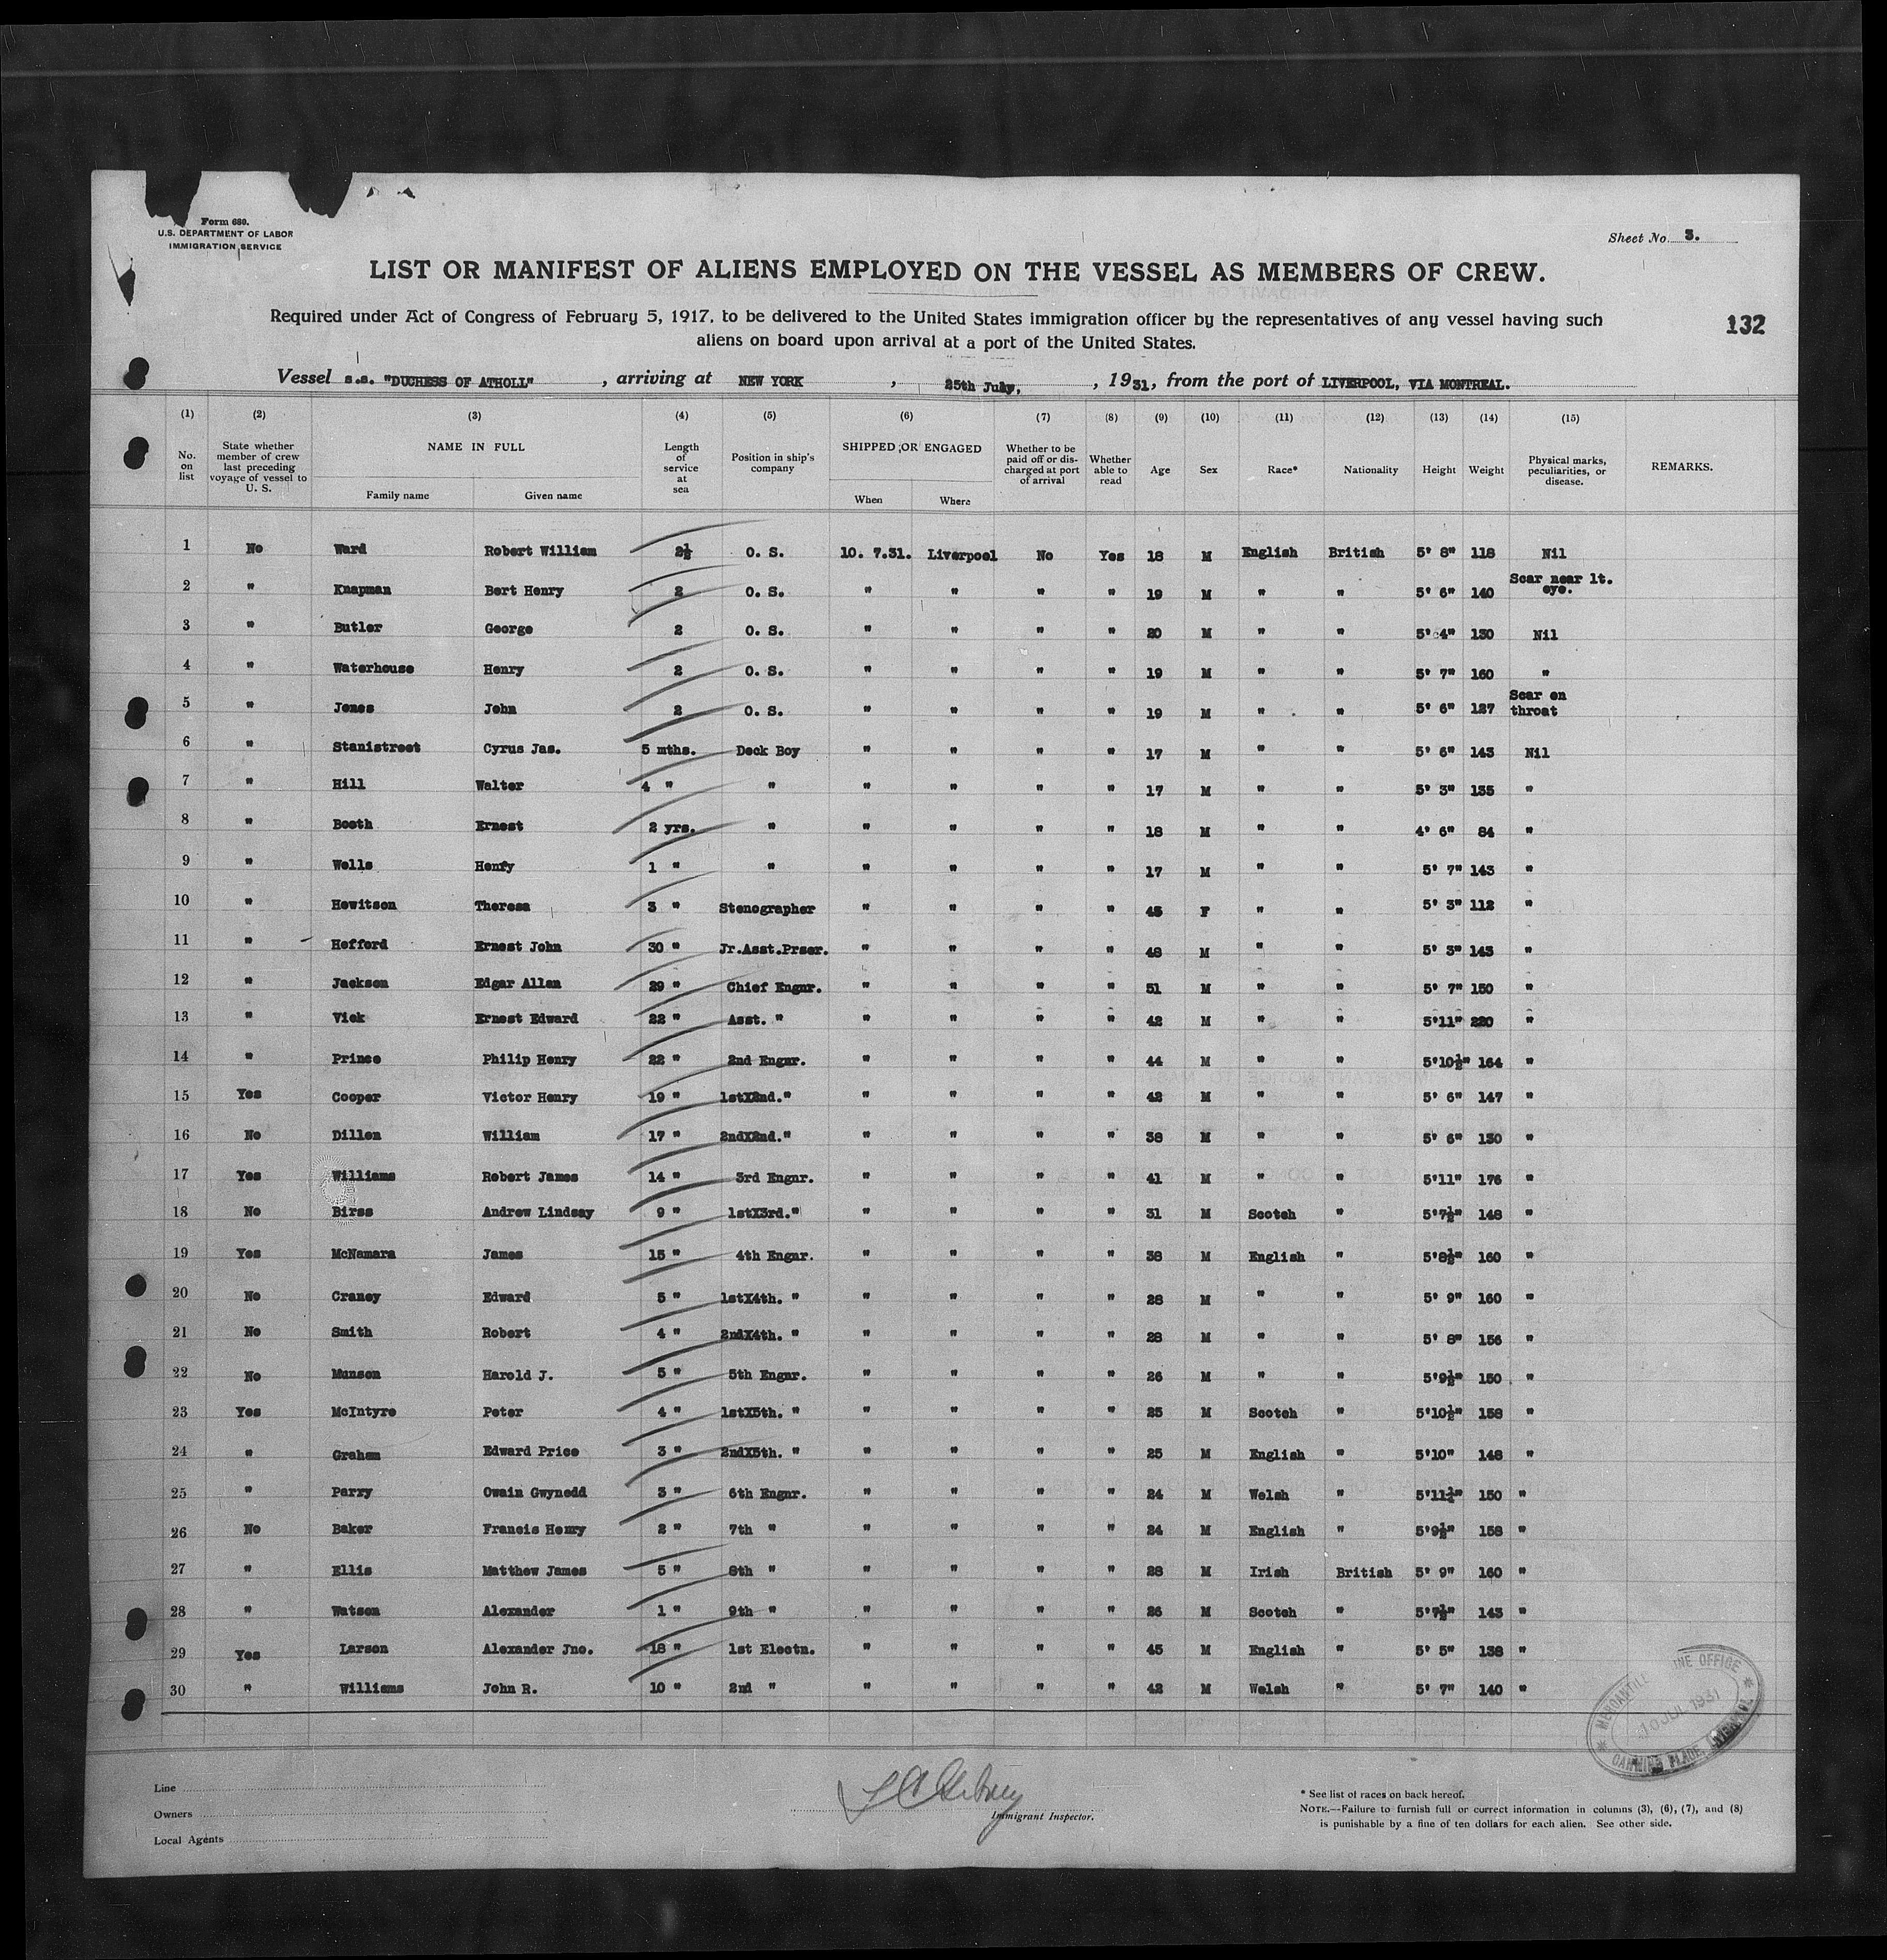 Form 680.
U.S. DEPARTMENT OF LABOR
IMMIGRATION SERVICE
Sheet No. 3.
LIST OR MANIFEST OF ALIENS EMPLOYED ON THE VESSEL AS MEMBERS OF CREW.
Required under Act of Congress of February 5, 1917, to be delivered to the United States immigration officer by the representatives of any vessel having such
aliens on board upon arrival at a port of the United States.
132
Vessel s.s. "DUCHESS OF ATHOLL", arriving at NEW YORK, 25th July, 1931, from the port of LIVERPOOL, VIA MONTREAL.
(1) (2) (3) (4) (5) (6) (7) (8) (9) (10) (11) (12) (13) (14) (15)
No. on list | State whether member of crew last preceding voyage of vessel to U. S. | NAME IN FULL Family name Given name | Length of service at sea | Position in ship's company | SHIPPED OR ENGAGED When Where | Whether to be paid off or discharged at port of arrival | Whether able to read | Age | Sex | Race* | Nationality | Height | Weight | Physical marks, peculiarities, or disease. | REMARKS.
1 No Ward Robert William 2½ O. S. 10. 7.31. Liverpool No Yes 18 M English British 5' 8" 118 Nil
2 " Knapman Bert Henry 2 O. S. " " " " 19 M " " 5' 6" 140 Scar near lt. eye.
3 " Butler George 2 O. S. " " " " 20 M " " 5' 4" 130 Nil
4 " Waterhouse Henry 2 O. S. " " " " 19 M " " 5' 7" 160 "
5 " Jones John 2 O. S. " " " " 19 M " " 5' 6" 127 Scar on throat
6 " Stanistreet Cyrus Jas. 5 mths. Deck Boy " " " " 17 M " " 5' 6" 143 Nil
7 " Hill Walter 4 " " " " " " 17 M " " 5' 3" 135 "
8 " Booth Ernest 2 yrs. " " " " " 18 M " " 4' 6" 84 "
9 " Wells Henry 1 " " " " " " 17 M " " 5' 7" 143 "
10 " Hewitson Theresa 3 " Stenographer " " " " 45 F " " 5' 3" 112 "
11 " Hefford Ernest John 30 " Jr.Asst.Prser. " " " " 48 M " " 5' 3" 143 "
12 " Jackson Edgar Allan 29 " Chief Engnr. " " " " 51 M " " 5' 7" 150 "
13 " Vick Ernest Edward 22 " Asst. " " " " " 42 M " " 5'11" 220 "
14 " Prince Philip Henry 22 " 2nd Engnr. " " " " 44 M " " 5'10½" 164 "
15 Yes Cooper Victor Henry 19 " 1stX2nd." " " " " 42 M " " 5' 6" 147 "
16 No Dillon William 17 " 2ndX2nd." " " " " 38 M " " 5' 6" 130 "
17 Yes Williams Robert James 14 " 3rd Engnr. " " " " 41 M " " 5'11" 176 "
18 No Birss Andrew Lindsay 9 " 1stX3rd." " " " " 31 M Scotch " 5'7½" 148 "
19 Yes McNamara James 15 " 4th Engnr. " " " " 38 M English " 5'8½" 160 "
20 No Craney Edward 5 " 1stX4th. " " " " " 28 M " " 5' 9" 160 "
21 No Smith Robert 4 " 2ndX4th. " " " " " 28 M " " 5' 8" 156 "
22 No Munson Harold J. 5 " 5th Engnr. " " " " 26 M " " 5'9½" 150 "
23 Yes McIntyre Peter 4 " 1stX5th. " " " " " 25 M Scotch " 5'10½" 158 "
24 " Graham Edward Price 3 " 2ndX5th. " " " " " 25 M English " 5'10" 148 "
25 " Parry Owain Gwynedd 3 " 6th Engnr. " " " " 24 M Welsh " 5'11½" 150 "
26 No Baker Francis Henry 2 " 7th " " " " " 24 M English " 5'9½" 158 "
27 " Ellis Matthew James 5 " 8th " " " " " 28 M Irish British 5' 9" 160 "
28 " Watson Alexander 1 " 9th " " " " " 26 M Scotch " 5'7½" 143 "
29 Yes Larson Alexander Jno. 18 " 1st Electn. " " " " 45 M English " 5' 5" 138 "
30 " Williams John R. 10 " 2nd " " " " " 42 M Welsh " 5' 7" 140 "
MERCANTILE MARINE OFFICE
10 JUL 1931
CANNING PLACE, LIVERPOOL
Line
Owners
Local Agents
Immigrant Inspector.
* See list of races on back hereof.
NOTE.—Failure to furnish full or correct information in columns (3), (6), (7), and (8)
is punishable by a fine of ten dollars for each alien. See other side.